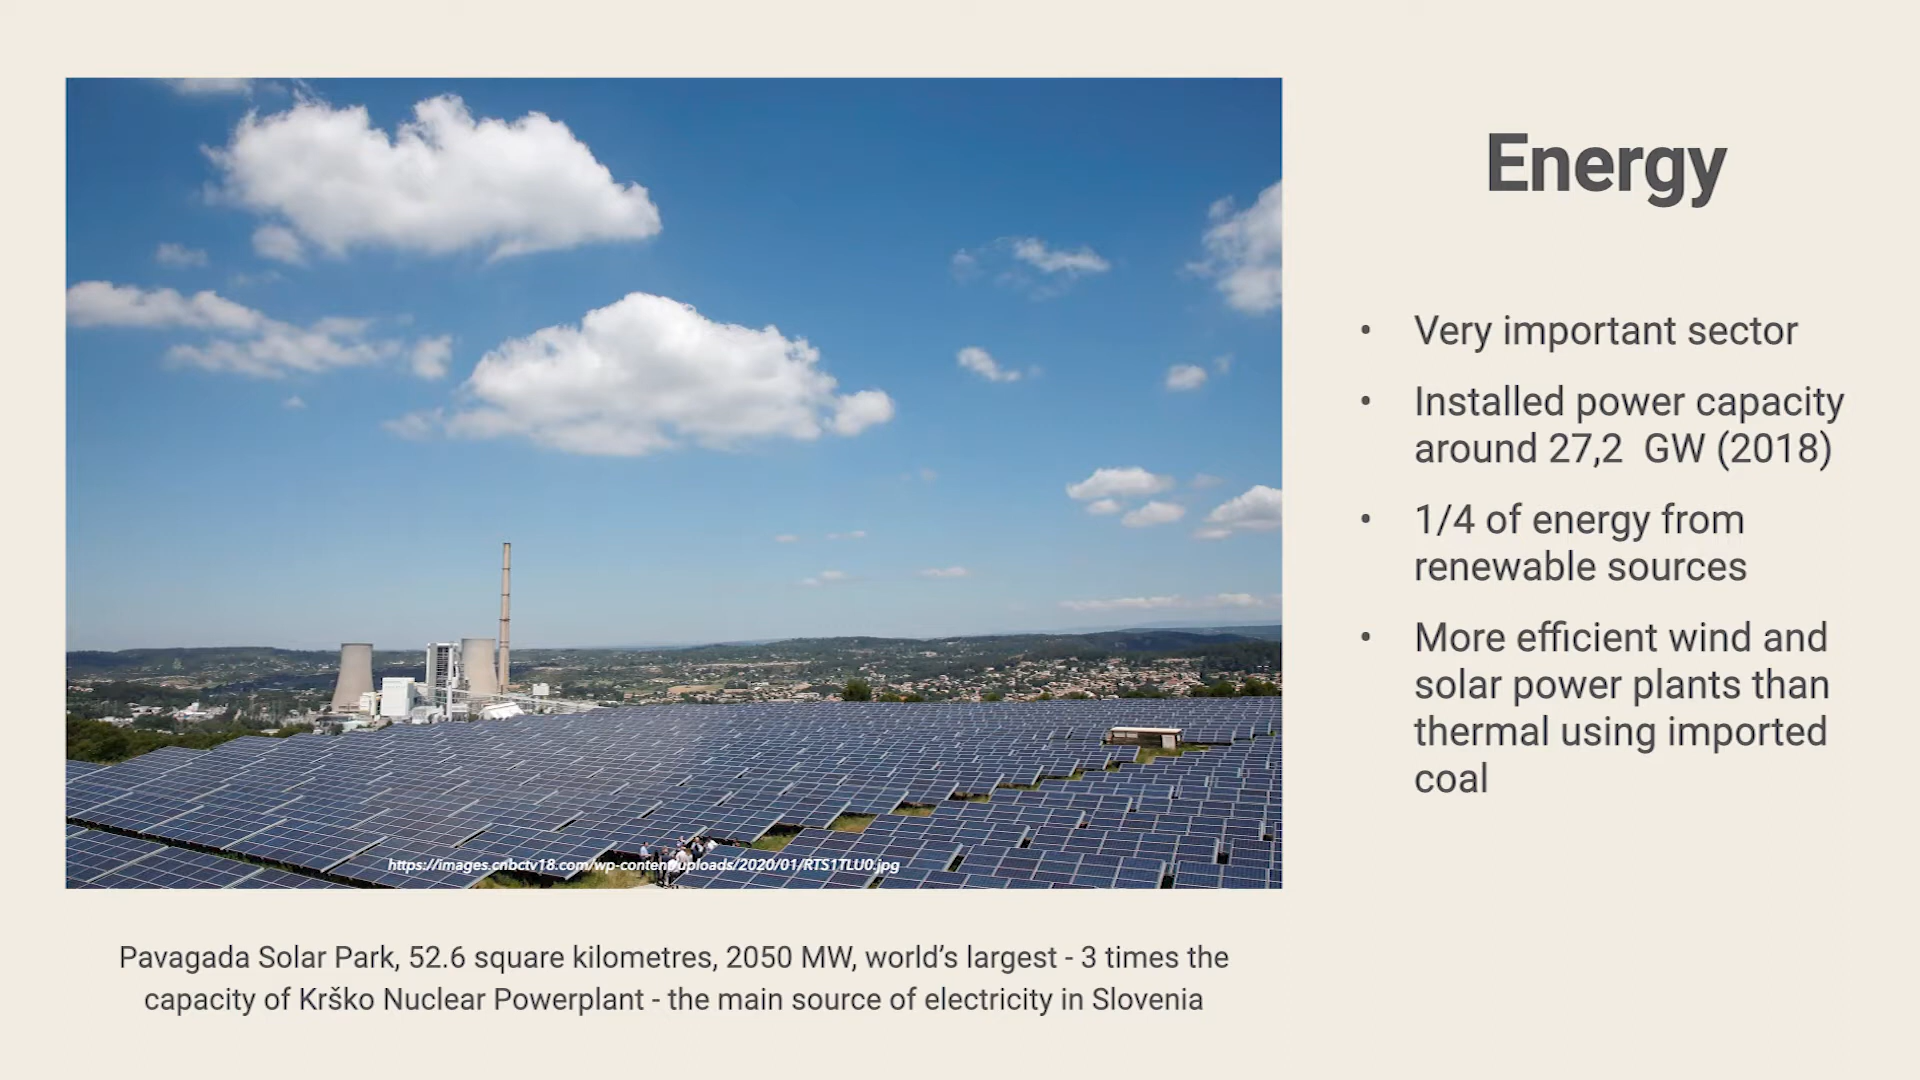 Energy
• Very important sector
• Installed power capacity
around 27,2  GW (2018)
• 1/4 of energy from
renewable sources
• More efficient wind and
solar power plants than
thermal using imported
coal
https://images.cnbctv18.com/wp-content/uploads/2020/01/RTS1TLU0.jpg
Pavagada Solar Park, 52.6 square kilometres, 2050 MW, world’s largest - 3 times the
capacity of Krško Nuclear Powerplant - the main source of electricity in Slovenia